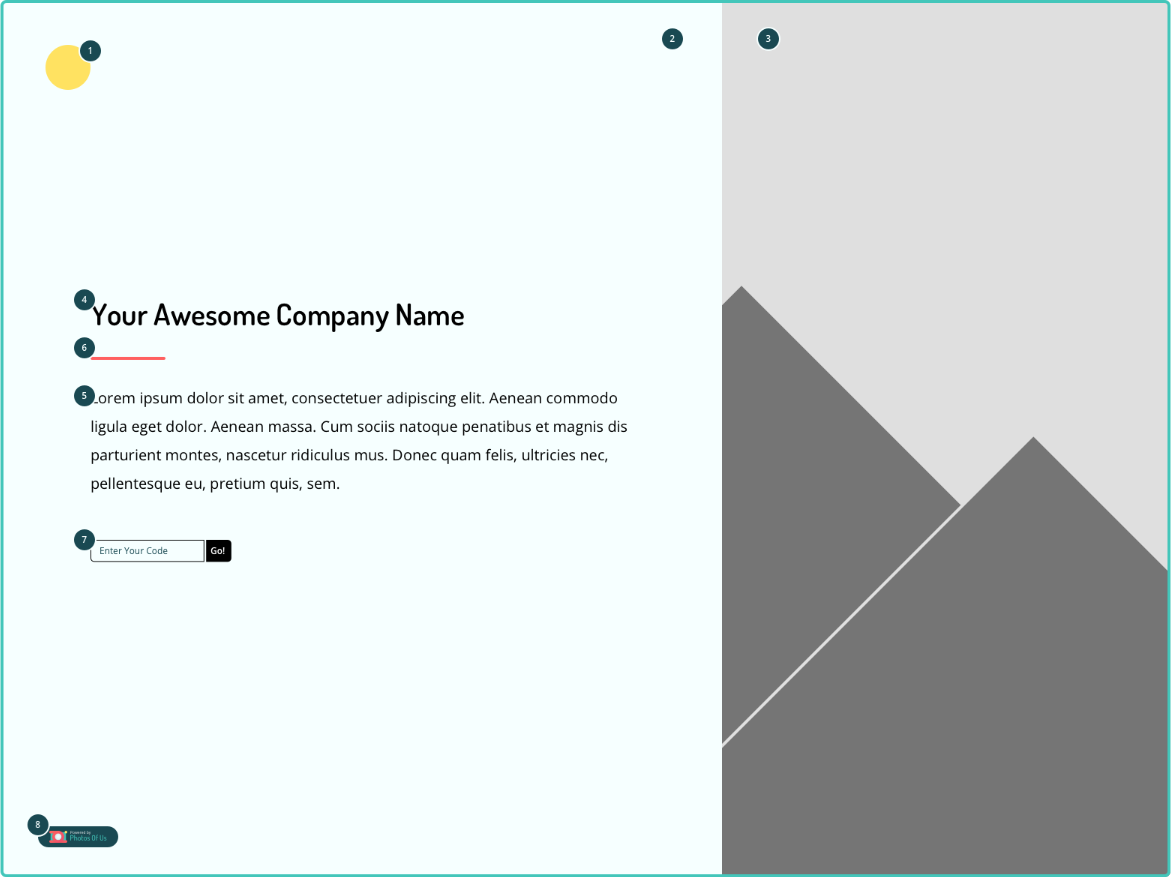 1
2
3
4
Your Awesome Company Name
6
5
Lorem ipsum dolor sit amet, consectetuer adipiscing elit. Aenean commodo
ligula eget dolor. Aenean massa. Cum sociis natoque penatibus et magnis dis
parturient montes, nascetur ridiculus mus. Donec quam felis, ultricies nec,
pellentesque eu, pretium quis, sem.
7
Enter Your Code
Go!
8
Powered by
Photos Of Us